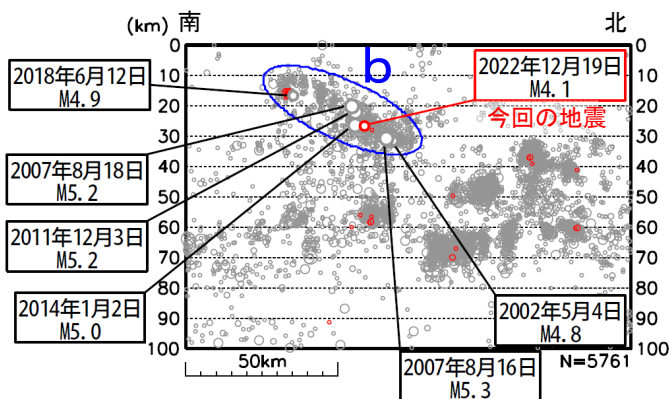 (km) 南 北
0
10
20
30
40
50
60
70
80
90
100
b
2018年6月12日
M4.9
2022年12月19日
M4.1
今回の地震
2007年8月18日
M5.2
2011年12月3日
M5.2
2014年1月2日
M5.0
2002年5月4日
M4.8
2007年8月16日
M5.3
0
10
20
30
40
50
60
70
80
90
100
50km
N=5761